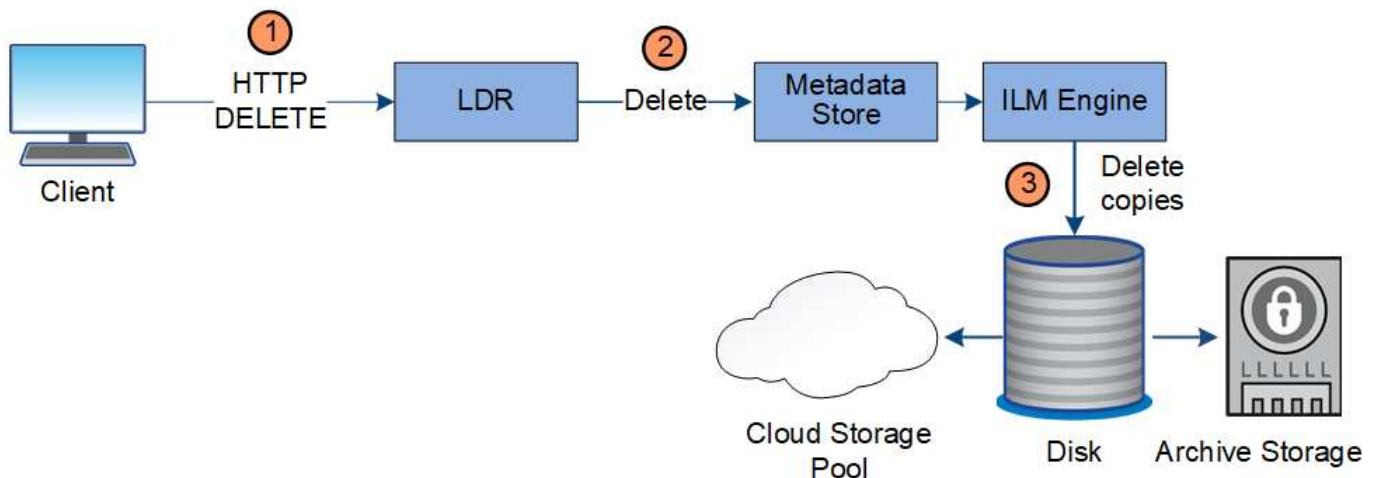 1
HTTP
DELETE
Client
LDR
2
Delete
Metadata
Store
ILM Engine
3
Delete
copies
Cloud Storage
Pool
Disk
LLLLLL
Archive Storage